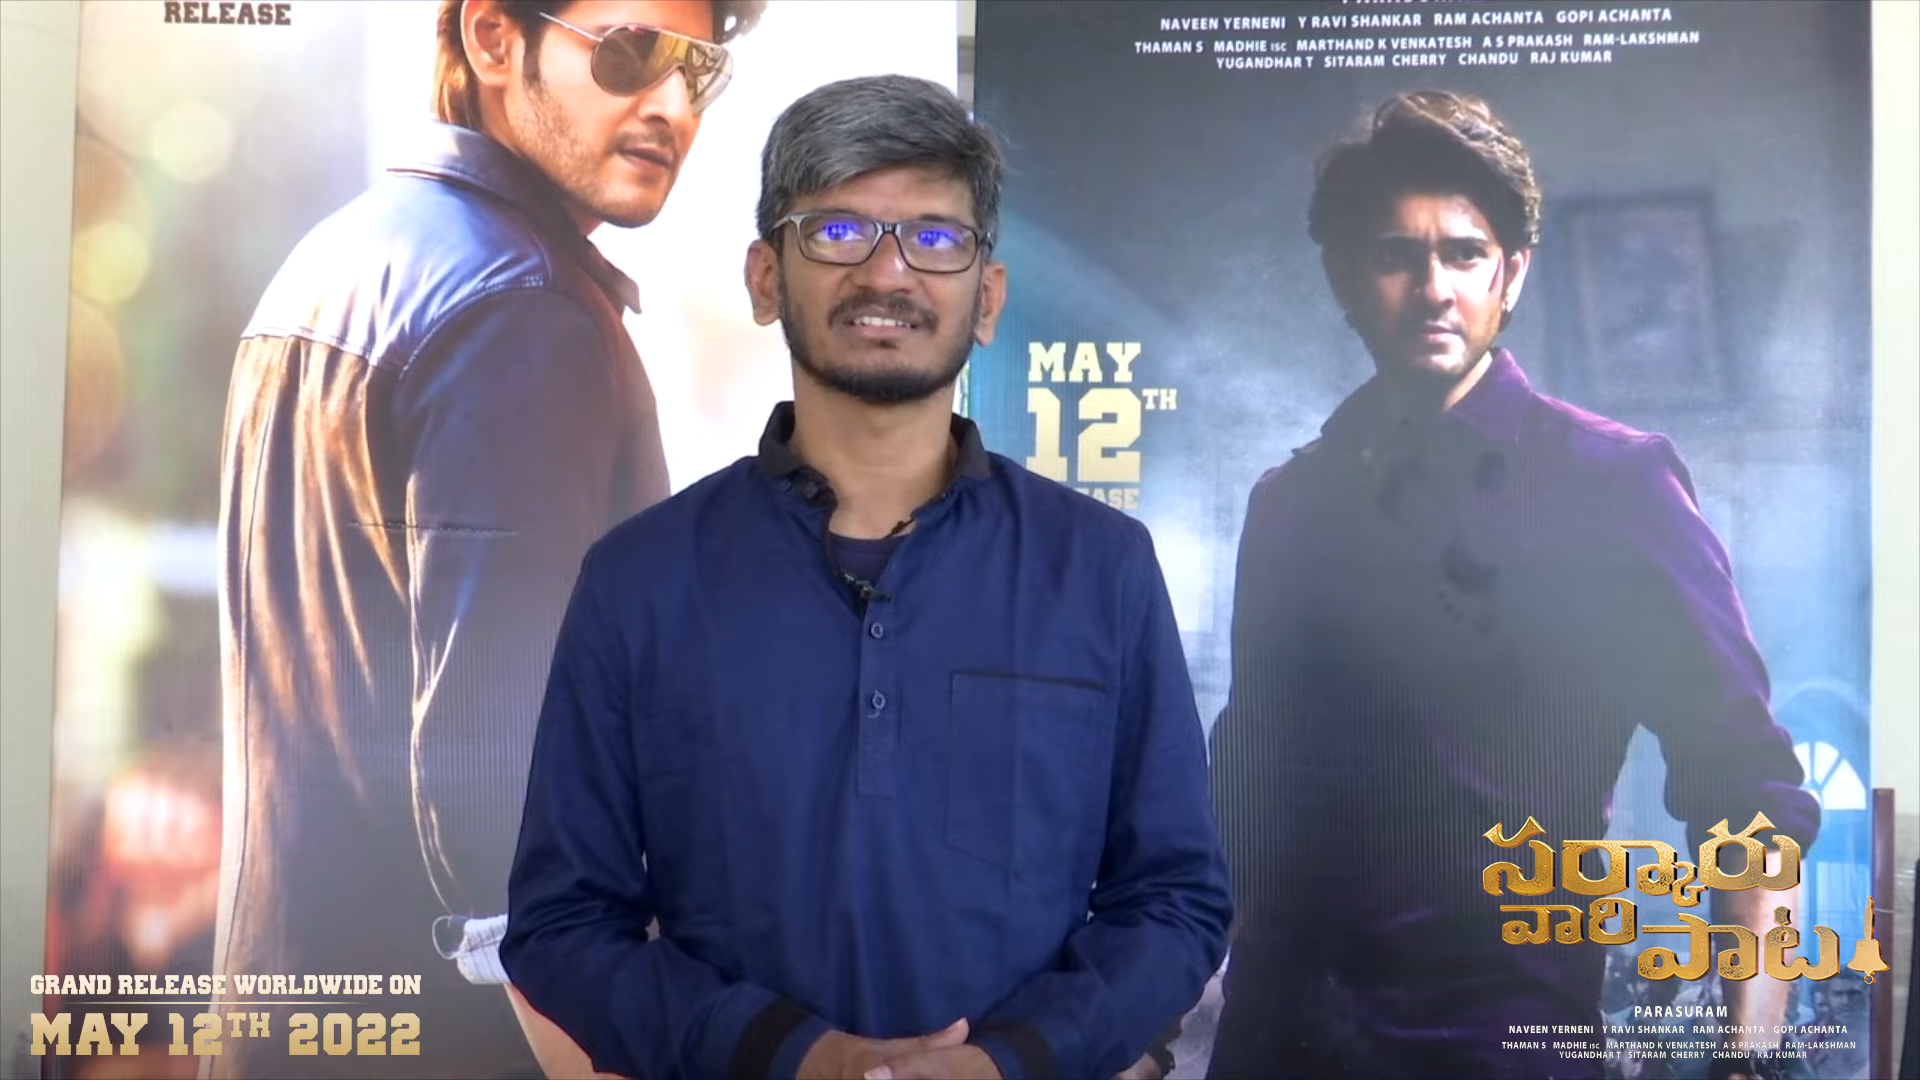 RELEASE
NAVEEN YERNENI Y RAVI SHANKAR RAM ACHANTA GOPI ACHANTA
THAMAN S MADHIE ISC MARTHAND K VENKATESH A S PRAKASH RAM-LAKSHMAN
YUGANDHAR T SITARAM CHERRY CHANDU RAJ KUMAR
MAY
12TH
సర్కారు
వారి
పాట
GRAND RELEASE WORLDWIDE ON
MAY 12TH 2022
PARASURAM
NAVEEN YERNENI Y RAVI SHANKAR RAM ACHANTA GOPI ACHANTA
THAMAN S MADHIE ISC MARTHAND K VENKATESH A S PRAKASH RAM-LAKSHMAN
YUGANDHAR T SITARAM CHERRY CHANDU RAJ KUMAR